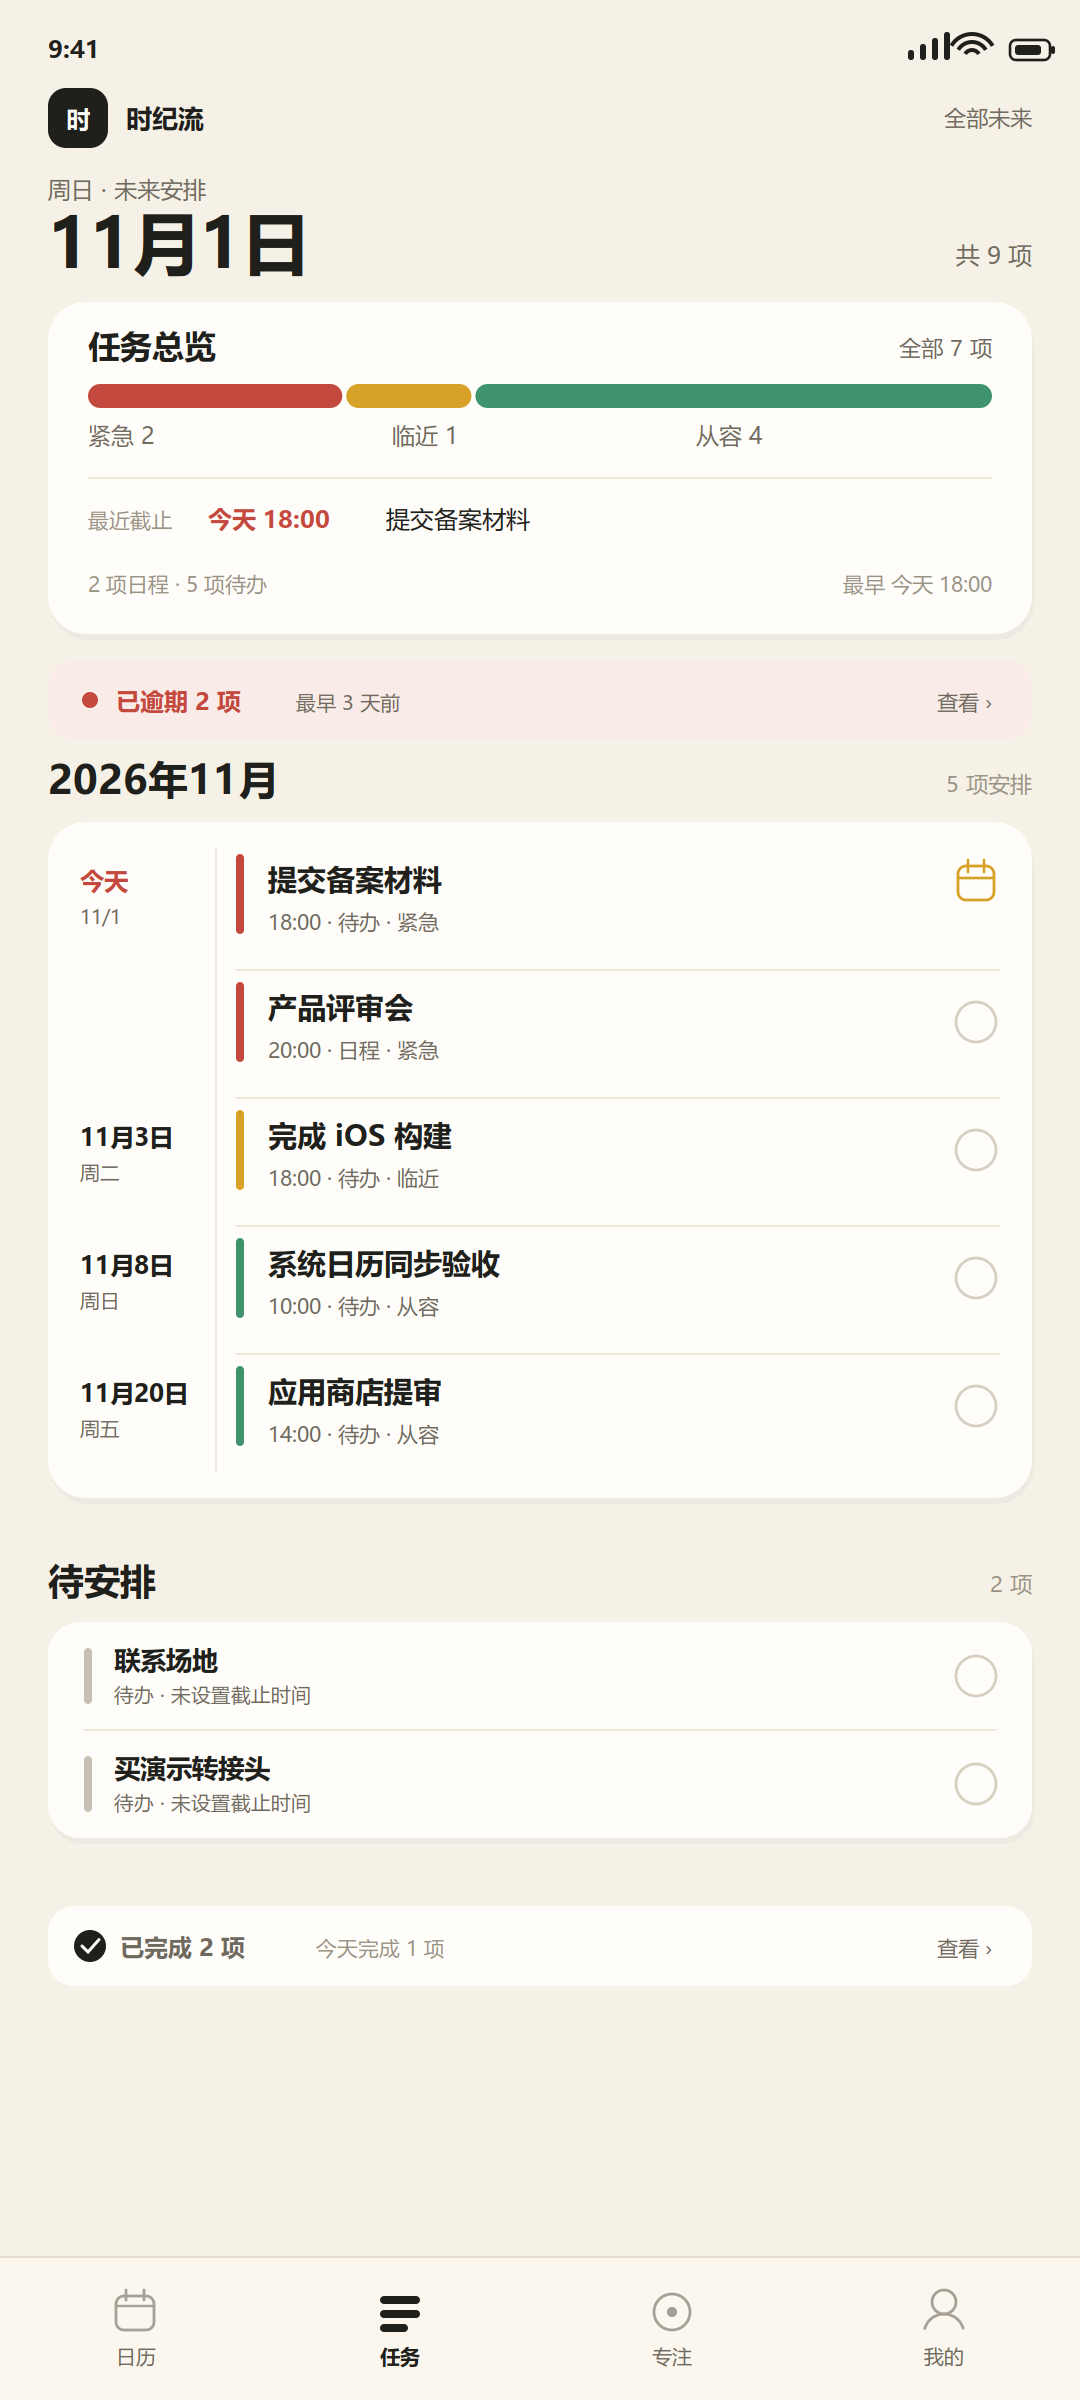 9:41
时 时纪流 全部未来
周日 · 未来安排
11月1日 共 9 项
任务总览 全部 7 项
紧急 2 临近 1 从容 4
最近截止 今天 18:00 提交备案材料
2 项日程 · 5 项待办 最早 今天 18:00
已逾期 2 项 最早 3 天前 查看 ›
2026年11月 5 项安排
今天 提交备案材料
11/1 18:00 · 待办 · 紧急
产品评审会
20:00 · 日程 · 紧急
11月3日 完成 iOS 构建
周二 18:00 · 待办 · 临近
11月8日 系统日历同步验收
周日 10:00 · 待办 · 从容
11月20日 应用商店提审
周五 14:00 · 待办 · 从容
待安排 2 项
联系场地
待办 · 未设置截止时间
买演示转接头
待办 · 未设置截止时间
已完成 2 项 今天完成 1 项 查看 ›
日历 任务 专注 我的